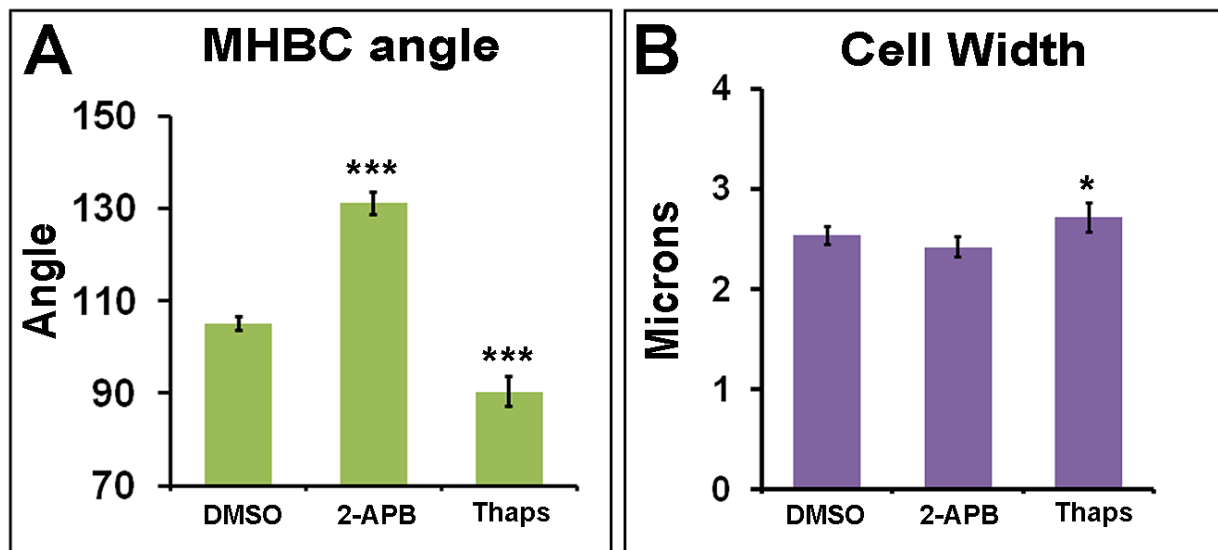 A
MHBC angle
Angle
150
130
110
90
70
***
***
DMSO
2-APB
Thaps
B
Cell Width
Microns
4
3
2
1
0
*
DMSO
2-APB
Thaps